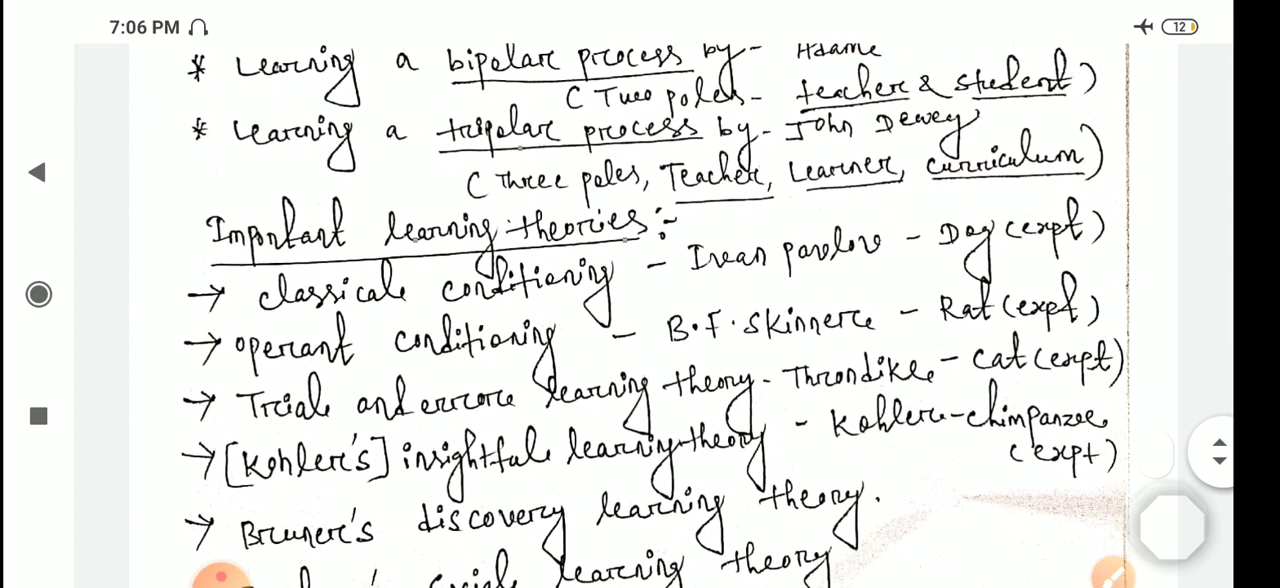 7:06 PM
12
* Learning a bipolar process by - Adame
( Two poles - teacher & student )
* Learning a tripolar process by - John Dewey
( Three poles, Teacher, Learner, curriculum )
Important learning theories :-
→ classical conditioning - Ivan pavlov - Dog (expt)
→ operant conditioning - B.F. Skinner - Rat (expt)
→ Trial and error learning theory - Throndike - cat (expt)
→ [Kohler's] insightful learning theory - Kohler - chimpanzee
(expt)
→ Bruner's discovery learning theory.
social learning theory